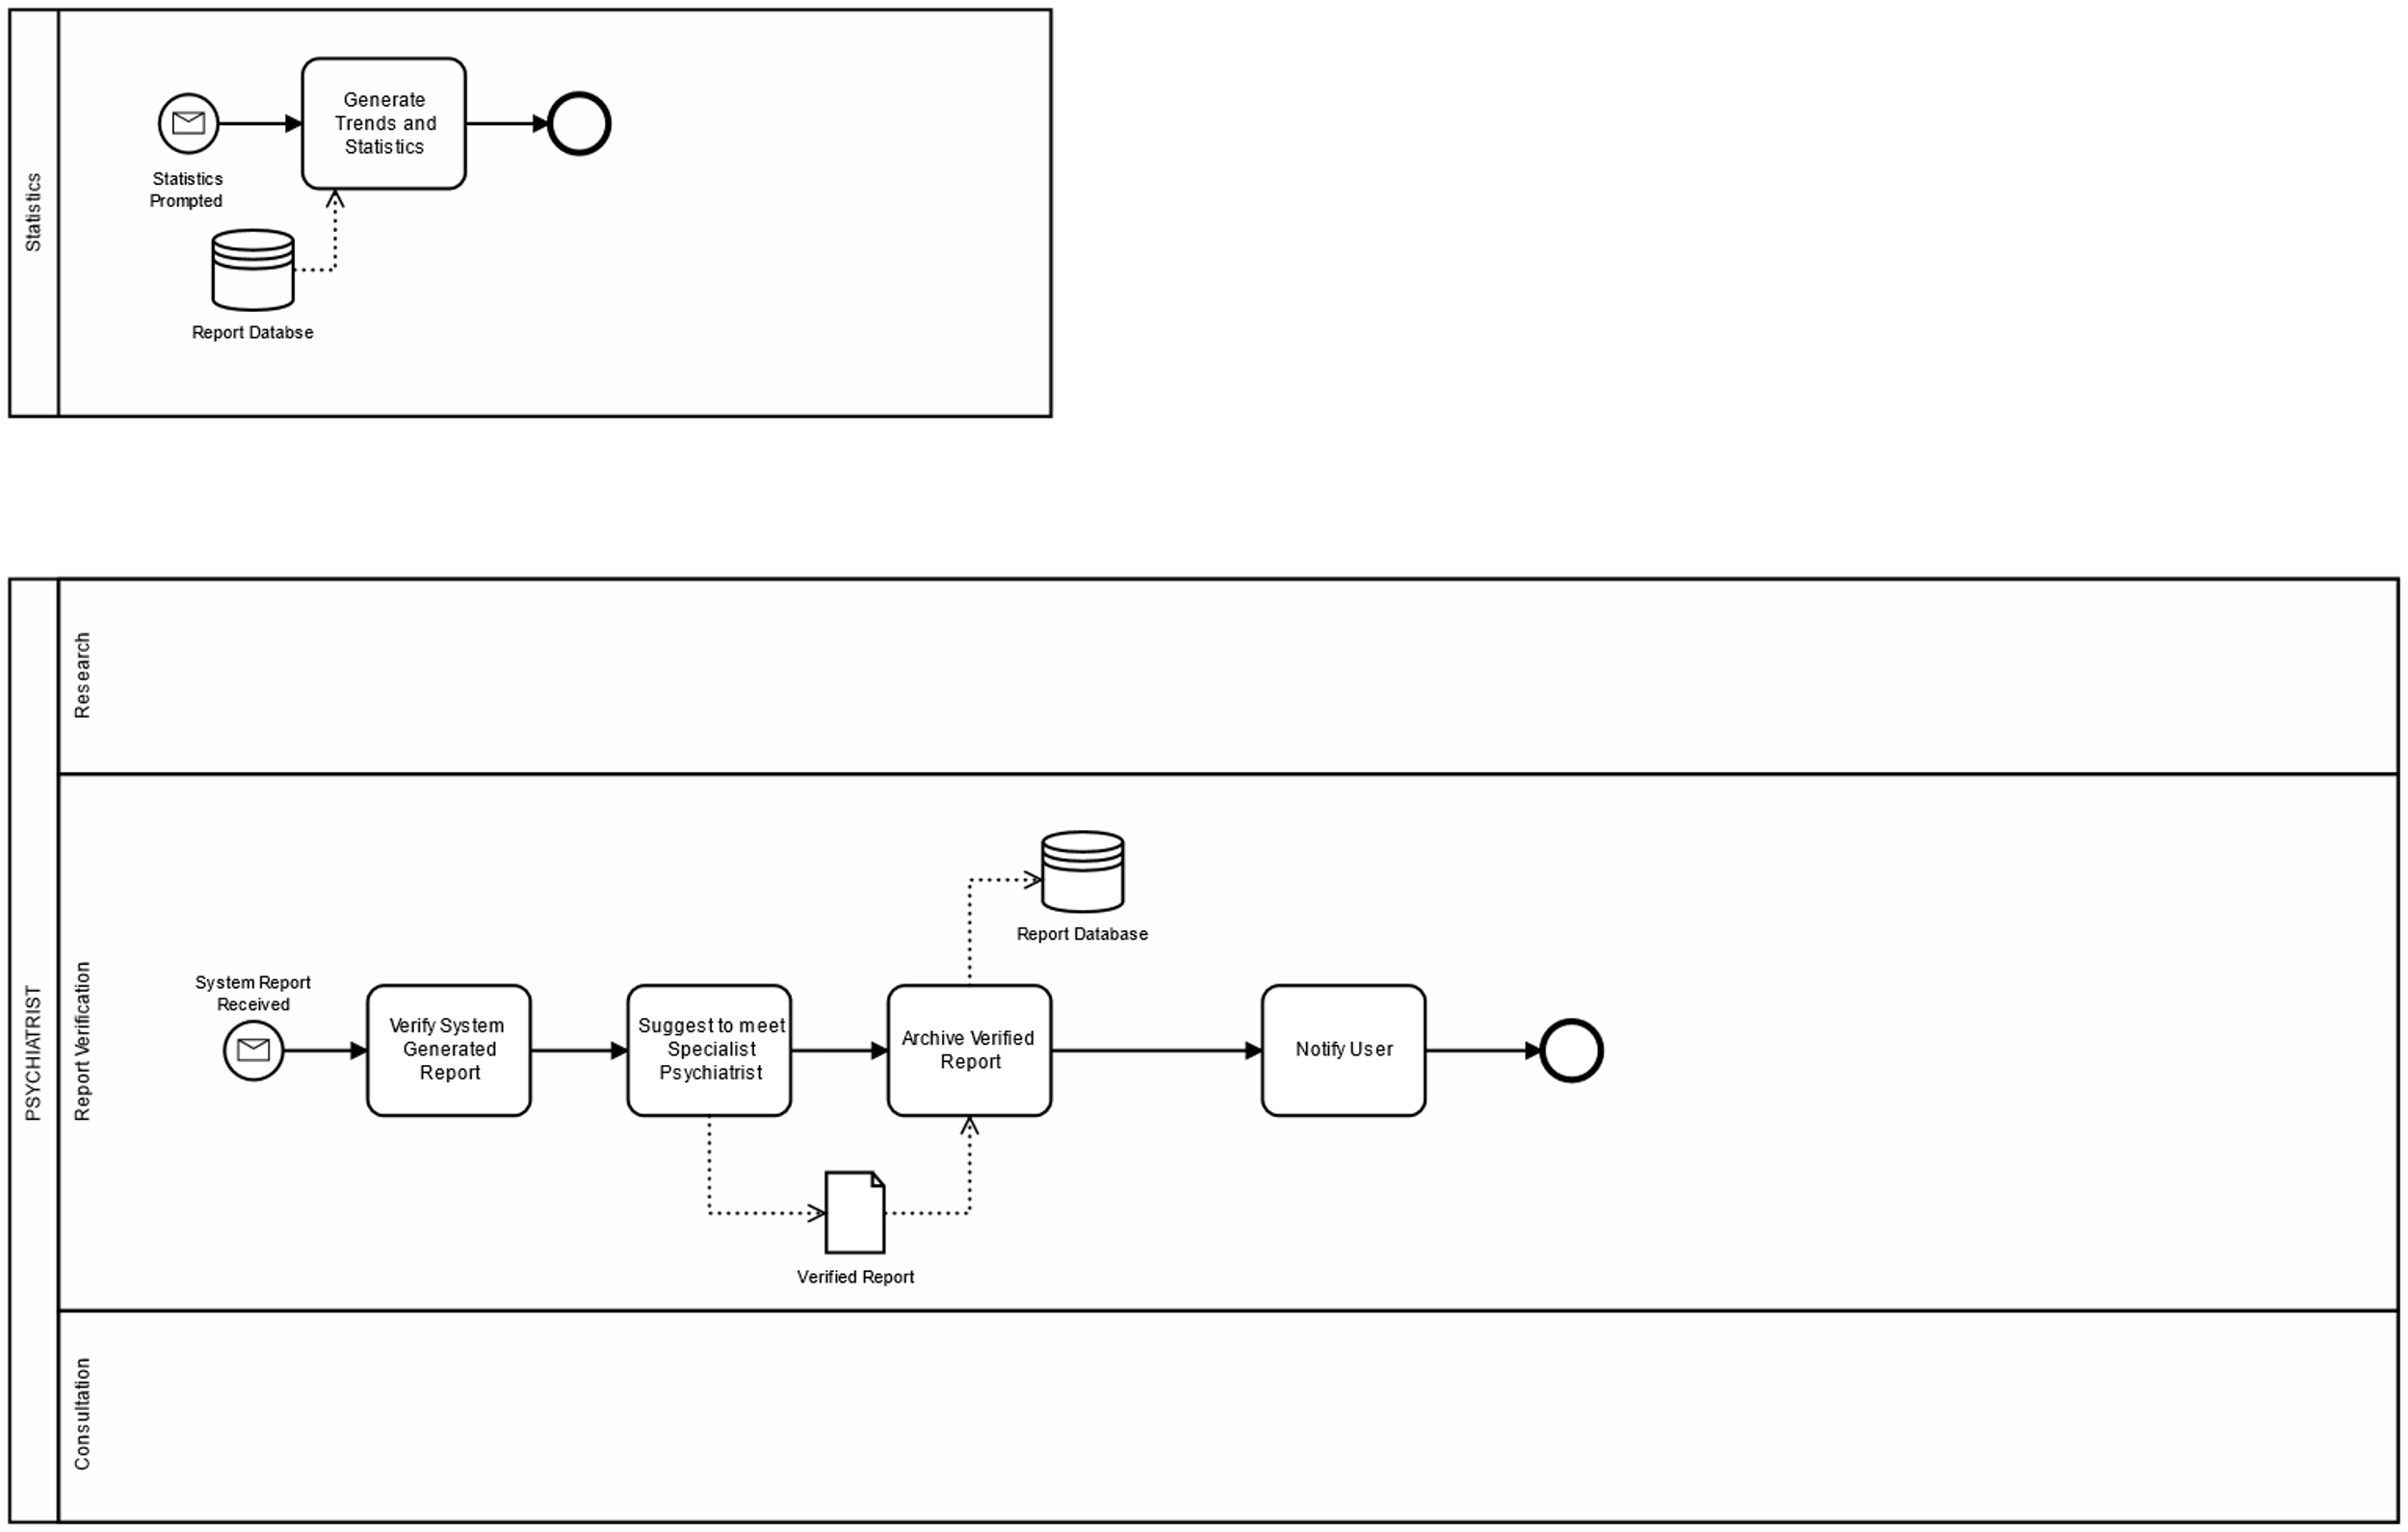 Statistics
Generate
Trends and
Statistics
Statistics
Prompted
Report Databse
PSYCHIATRIST
Research
Report Verification
Report Database
System Report
Received
Verify System
Generated
Report
Suggest to meet
Specialist
Psychiatrist
Archive Verified
Report
Notify User
Verified Report
Consultation